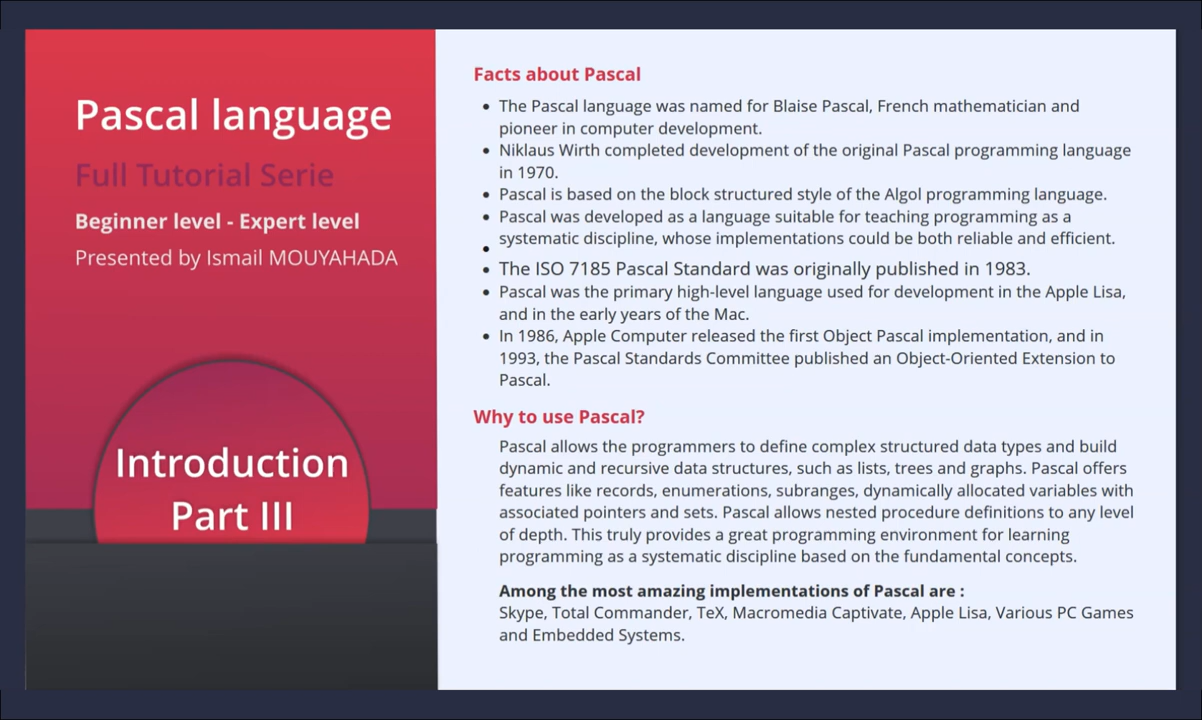 Pascal language
Full Tutorial Serie
Beginner level - Expert level
Presented by Ismail MOUYAHADA
Introduction
Part III
Facts about Pascal
• The Pascal language was named for Blaise Pascal, French mathematician and
pioneer in computer development.
• Niklaus Wirth completed development of the original Pascal programming language
in 1970.
• Pascal is based on the block structured style of the Algol programming language.
• Pascal was developed as a language suitable for teaching programming as a
systematic discipline, whose implementations could be both reliable and efficient.
•
• The ISO 7185 Pascal Standard was originally published in 1983.
• Pascal was the primary high-level language used for development in the Apple Lisa,
and in the early years of the Mac.
• In 1986, Apple Computer released the first Object Pascal implementation, and in
1993, the Pascal Standards Committee published an Object-Oriented Extension to
Pascal.
Why to use Pascal?
Pascal allows the programmers to define complex structured data types and build
dynamic and recursive data structures, such as lists, trees and graphs. Pascal offers
features like records, enumerations, subranges, dynamically allocated variables with
associated pointers and sets. Pascal allows nested procedure definitions to any level
of depth. This truly provides a great programming environment for learning
programming as a systematic discipline based on the fundamental concepts.
Among the most amazing implementations of Pascal are :
Skype, Total Commander, TeX, Macromedia Captivate, Apple Lisa, Various PC Games
and Embedded Systems.